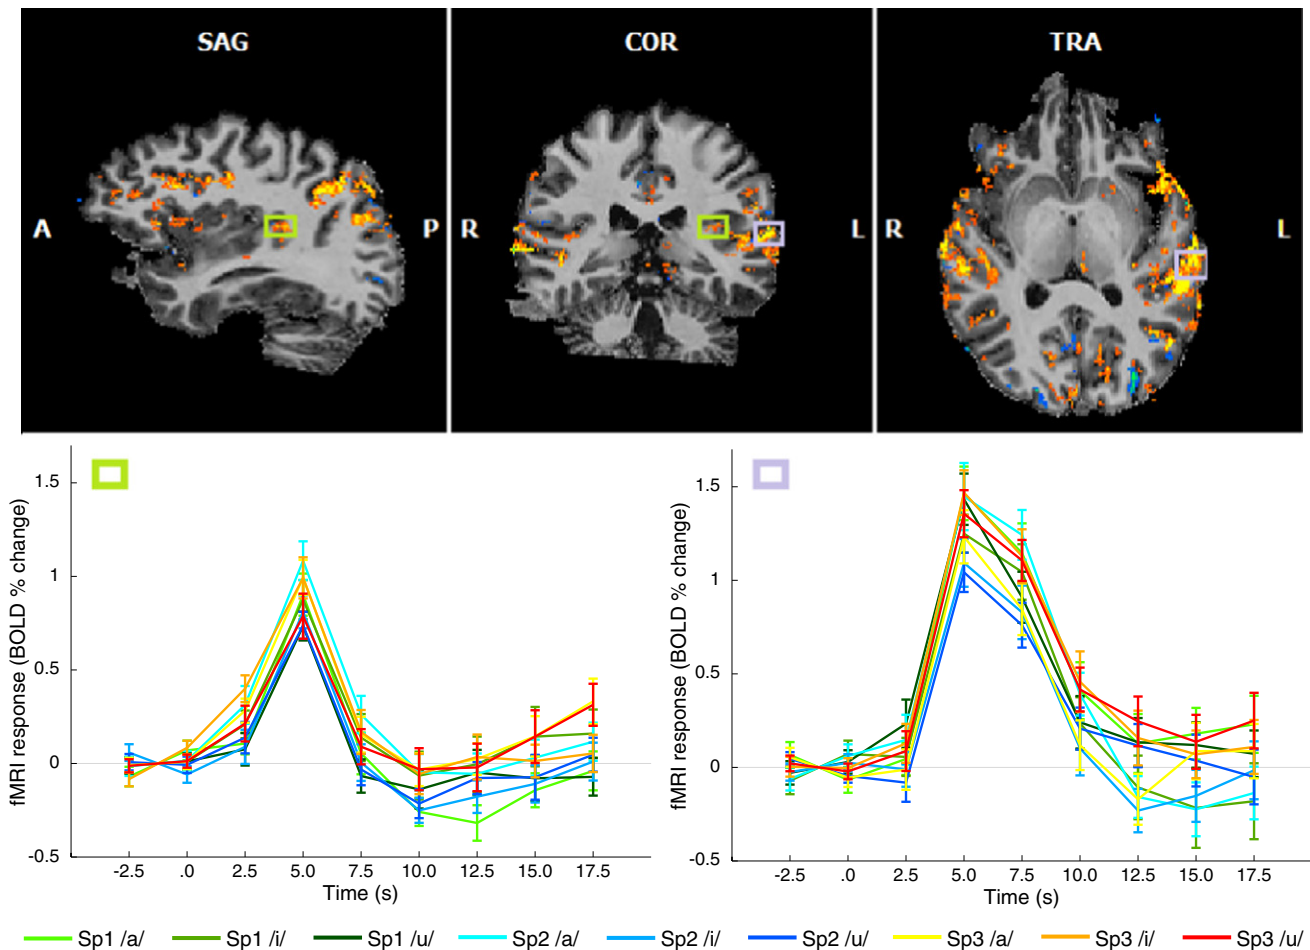 SAG COR TRA
A P R L R L
fMRI response (BOLD % change)
1.5
1
0.5
0
-0.5
-2.5 .0 2.5 5.0 7.5 10.0 12.5 15.0 17.5
Time (s)
fMRI response (BOLD % change)
1.5
1
0.5
0
-0.5
-2.5 .0 2.5 5.0 7.5 10.0 12.5 15.0 17.5
Time (s)
Sp1 /a/ Sp1 /i/ Sp1 /u/ Sp2 /a/ Sp2 /i/ Sp2 /u/ Sp3 /a/ Sp3 /i/ Sp3 /u/